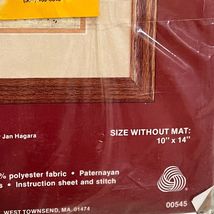 Jan Hagara
SIZE WITHOUT MAT:
10" x 14"
% polyester fabric • Paternayan
s • Instruction sheet and stitch
WEST TOWNSEND, MA. 01474
00545